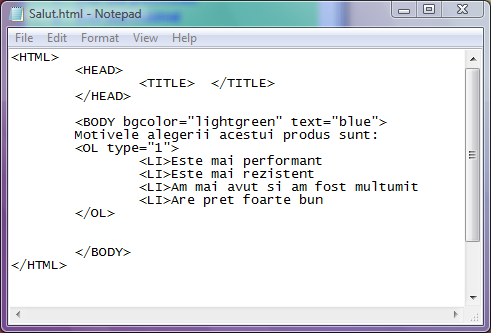 Salut.html - Notepad
File Edit Format View Help
<HTML>
<HEAD>
<TITLE> </TITLE>
</HEAD>
<BODY bgcolor="lightgreen" text="blue">
Motivele alegerii acestui produs sunt:
<OL type="1">
<LI>Este mai performant
<LI>Este mai rezistent
<LI>Am mai avut si am fost multumit
<LI>Are pret foarte bun
</OL>
</BODY>
</HTML>